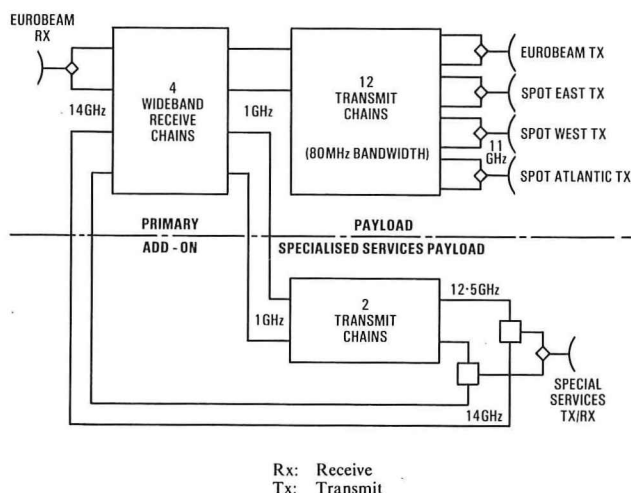 EUROBEAM
RX
14GHz
4
WIDEBAND
RECEIVE
CHAINS
1GHz
12
TRANSMIT
CHAINS
(80MHz BANDWIDTH)
EUROBEAM TX
SPOT EAST TX
SPOT WEST TX
11
GHz
SPOT ATLANTIC TX
PRIMARY PAYLOAD
ADD - ON SPECIALISED SERVICES PAYLOAD
1GHz
2
TRANSMIT
CHAINS
12·5GHz
14GHz
SPECIAL
SERVICES
TX/RX
Rx: Receive
Tx: Transmit